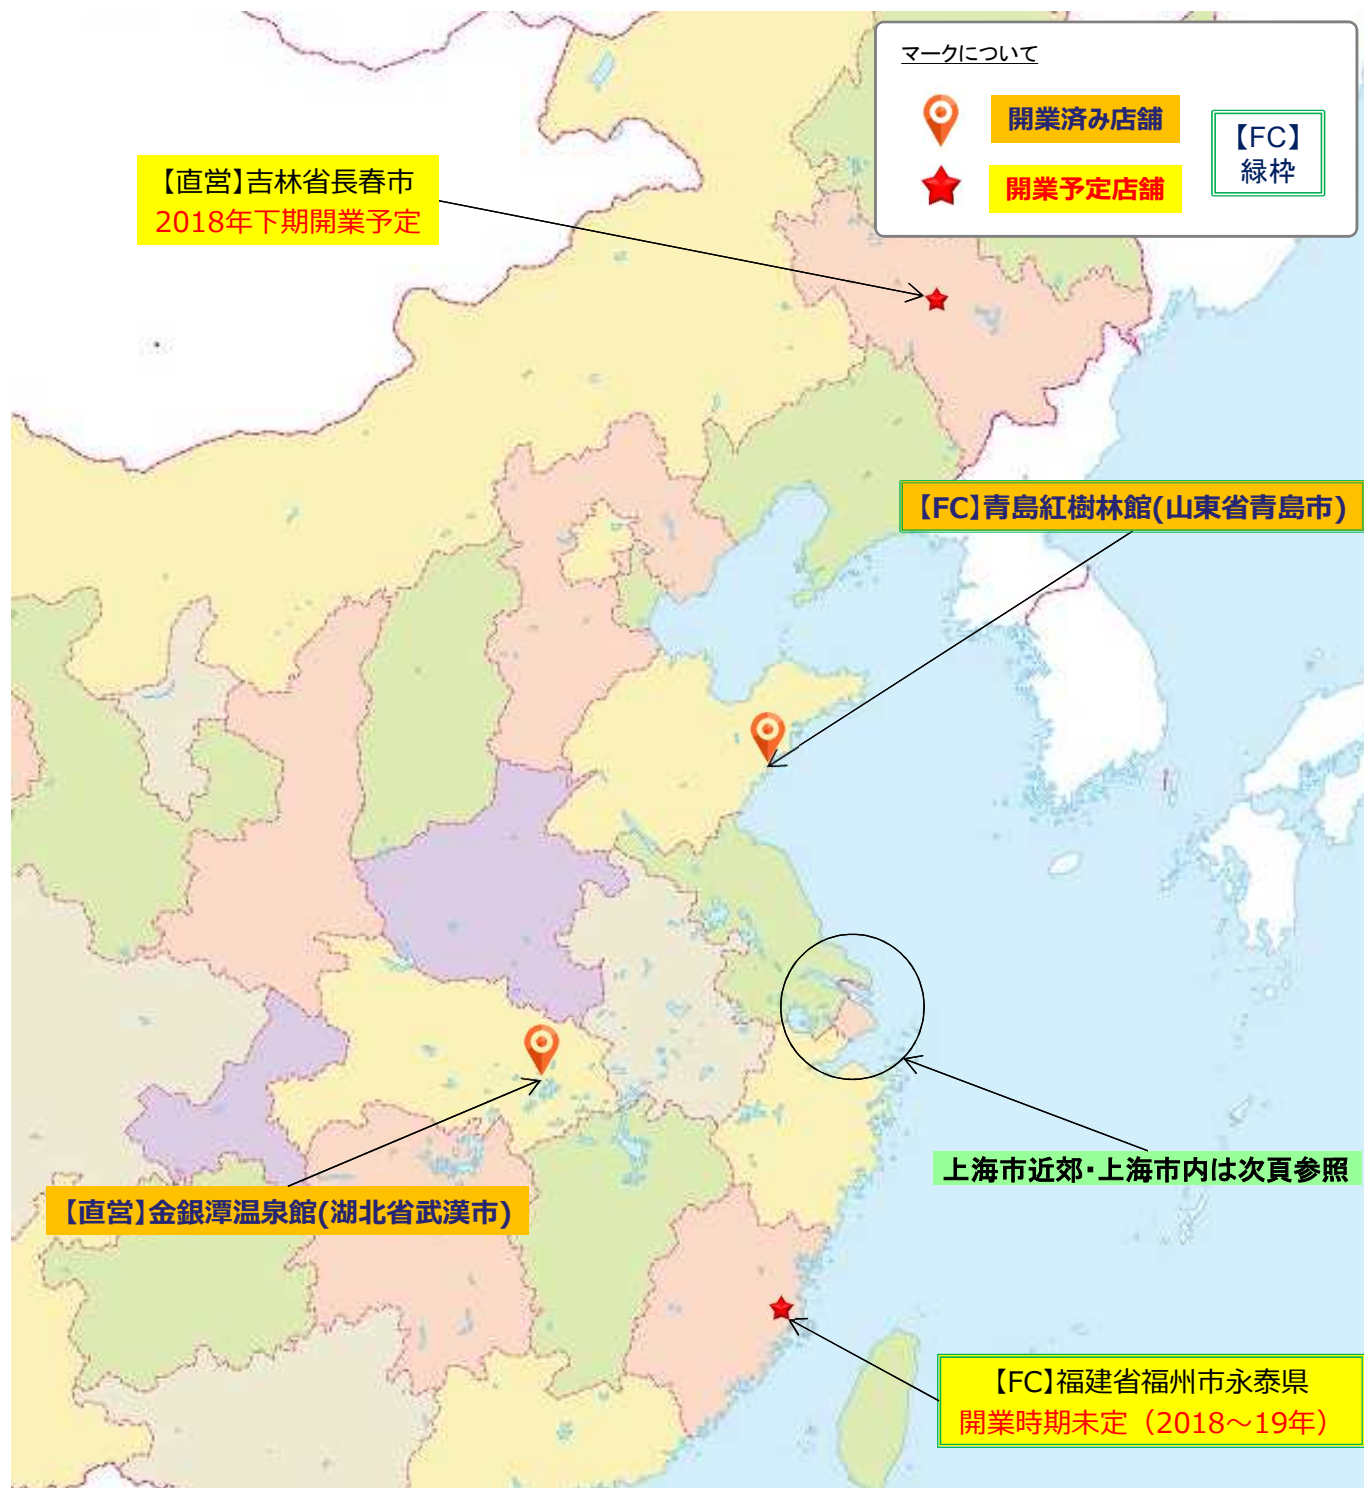 マークについて
開業済み店舗
開業予定店舗
【FC】
緑枠
【直営】吉林省長春市
2018年下期開業予定
【FC】青島紅樹林館(山東省青島市)
上海市近郊・上海市内は次頁参照
【直営】金銀潭温泉館(湖北省武漢市)
【FC】福建省福州市永泰県
開業時期未定（2018～19年）